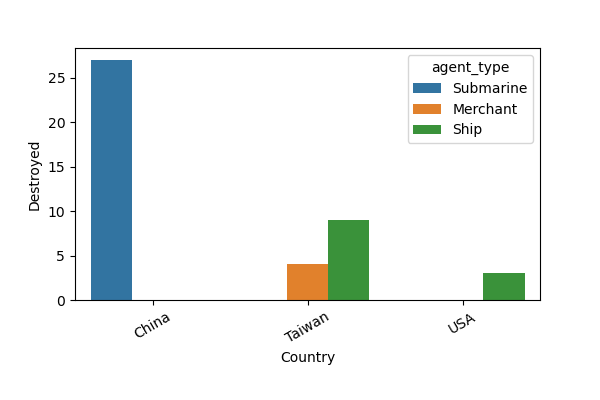 agent_type
Submarine
Merchant
Ship
25
20
15
10
5
0
Destroyed
China
Taiwan
USA
Country